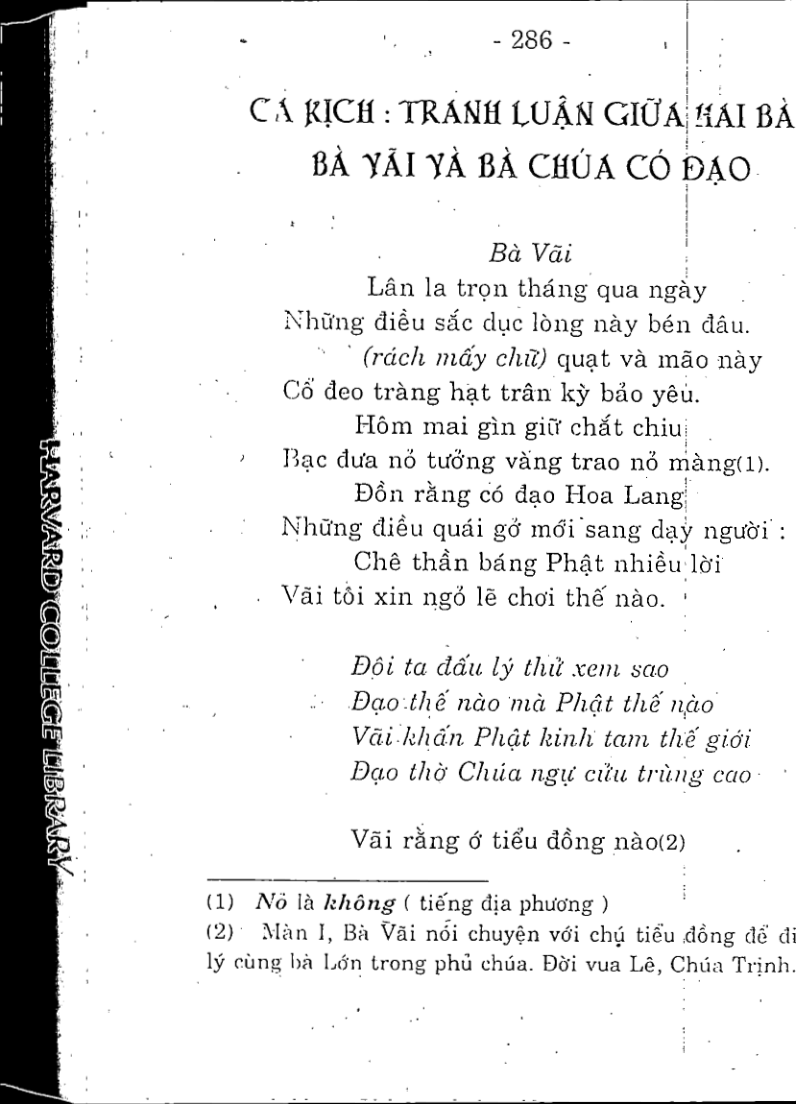 - 286 -
CA KỊCH : TRANH LUẬN GIỮA HAI BÀ
BÀ VÃI VÀ BÀ CHÚA CÓ ĐẠO
Bà Vãi
Lân la trọn tháng qua ngày
Những điều sắc dục lòng này bén đâu.
(rách mấy chữ) quạt và mão này
Cổ đeo tràng hạt trân kỳ bảo yêu.
Hôm mai gìn giữ chắt chiu
Bạc đưa nỏ tưởng vàng trao nỏ màng(1).
Đồn rằng có đạo Hoa Lang
Những điều quái gở mới sang dạy người :
Chê thần báng Phật nhiều lời
Vãi tôi xin ngỏ lẽ chơi thế nào.
Đôi ta đấu lý thử xem sao
Đạo thế nào mà Phật thế nào
Vãi khấn Phật kinh tam thế giới
Đạo thờ Chúa ngự cửu trùng cao
Vãi rằng ớ tiểu đồng nào(2)
(1) Nỏ là không ( tiếng địa phương )
(2) Màn I, Bà Vãi nói chuyện với chú tiểu đồng để đi
lý cùng bà Lớn trong phủ chúa. Đời vua Lê, Chúa Trịnh.
HARVARD COLLEGE LIBRARY